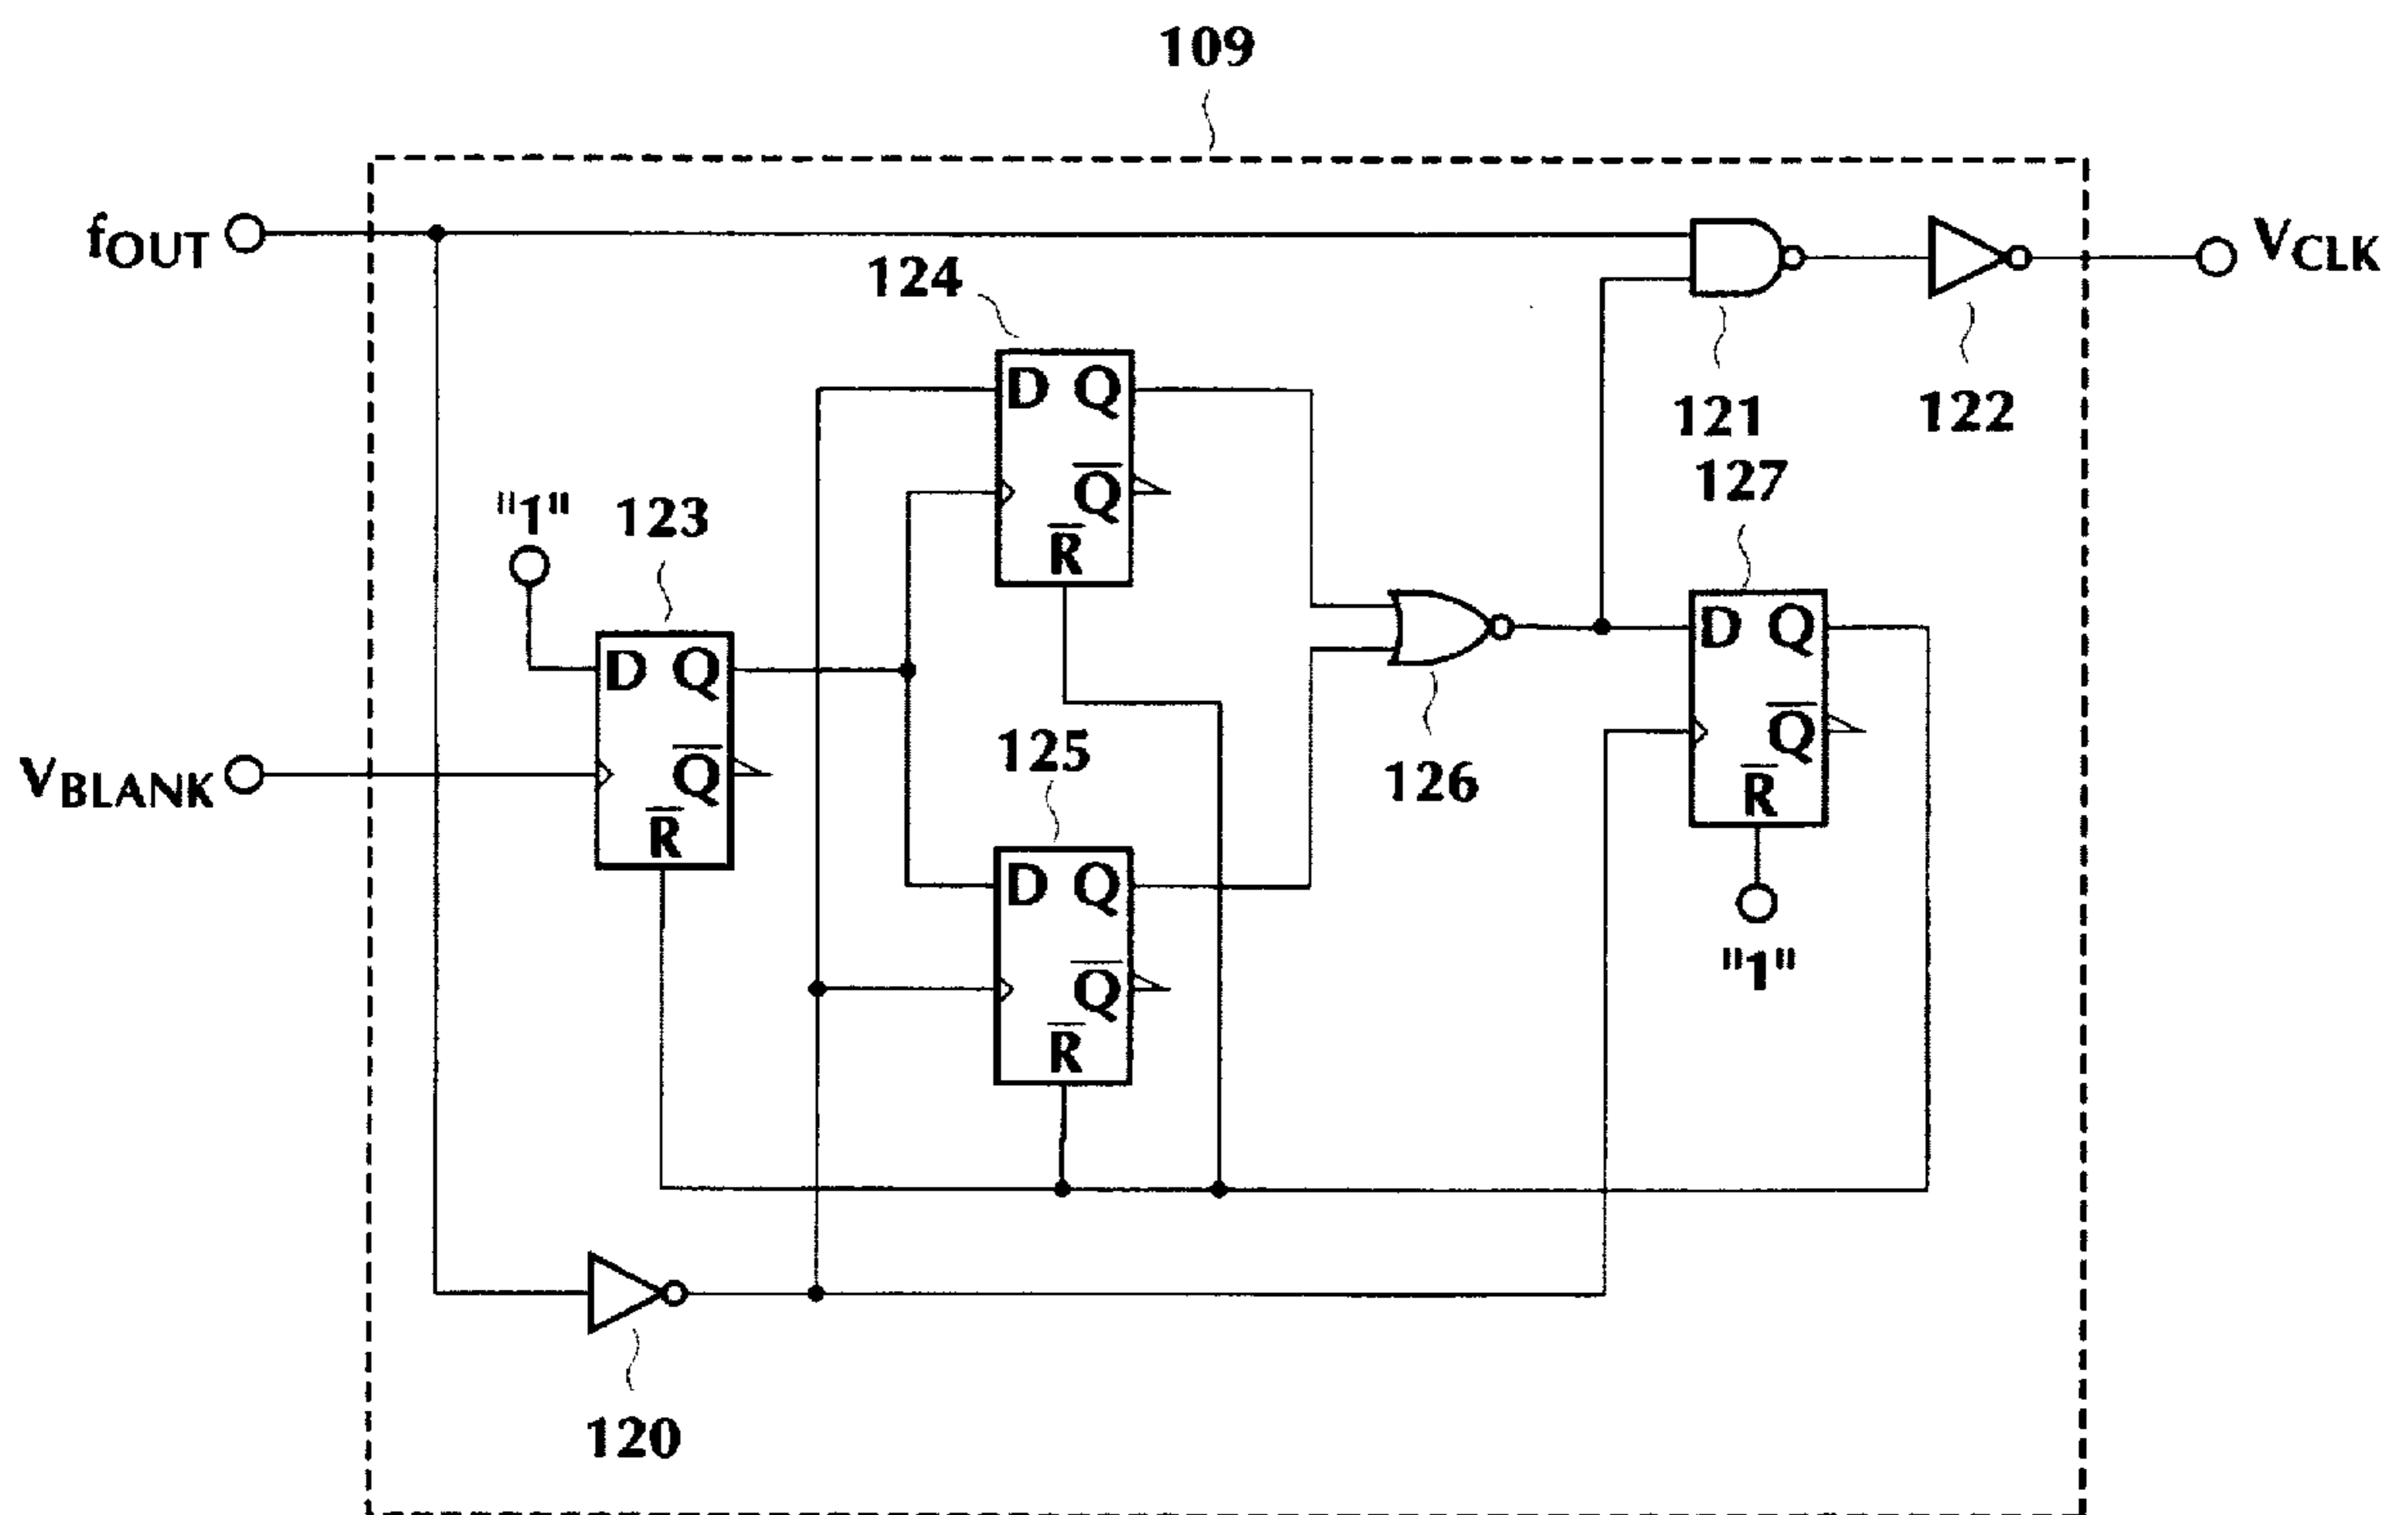 109
fOUT
VCLK
124
D Q
Q̅
R̅
121
122
127
"1"
123
D Q
Q̅
R̅
D Q
Q̅
R̅
"1"
VBLANK
125
D Q
Q̅
R̅
126
120